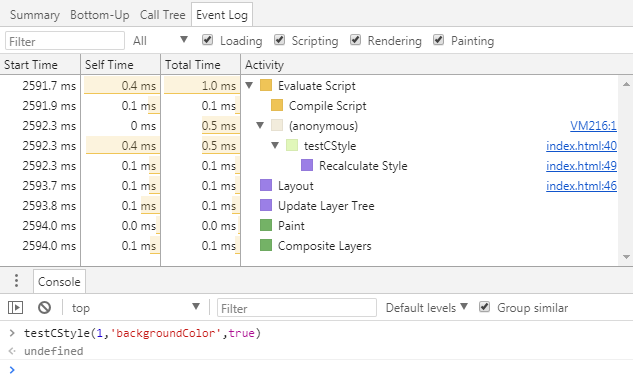 Summary Bottom-Up Call Tree Event Log
Filter All Loading Scripting Rendering Painting
Start Time Self Time Total Time Activity
2591.7 ms 0.4 ms 1.0 ms Evaluate Script
2591.9 ms 0.1 ms 0.1 ms Compile Script
2592.3 ms 0 ms 0.5 ms (anonymous) VM216:1
2592.3 ms 0.4 ms 0.5 ms testCStyle index.html:40
2592.3 ms 0.1 ms 0.1 ms Recalculate Style index.html:49
2593.7 ms 0.1 ms 0.1 ms Layout index.html:46
2593.8 ms 0.1 ms 0.1 ms Update Layer Tree
2594.0 ms 0.0 ms 0.0 ms Paint
2594.0 ms 0.1 ms 0.1 ms Composite Layers
Console
top Filter Default levels Group similar
> testCStyle(1,'backgroundColor',true)
undefined
>